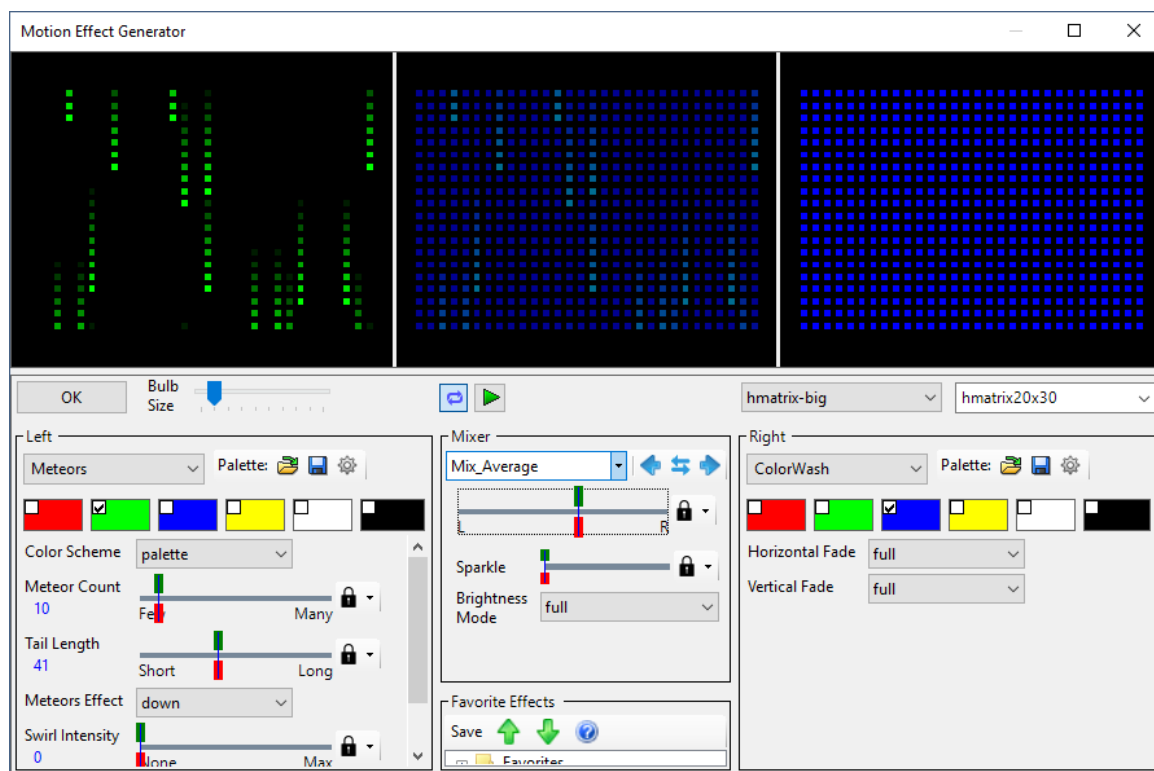 Motion Effect Generator
OK
Bulb
Size
hmatrix-big
hmatrix20x30
Left
Meteors
Palette:
Color Scheme
palette
Meteor Count
10
Few
Many
Tail Length
41
Short
Long
Meteors Effect
down
Swirl Intensity
0
None
Max
Mixer
Mix_Average
L
R
Sparkle
Brightness
Mode
full
Favorite Effects
Save
Favorites
Right
ColorWash
Palette:
Horizontal Fade
full
Vertical Fade
full